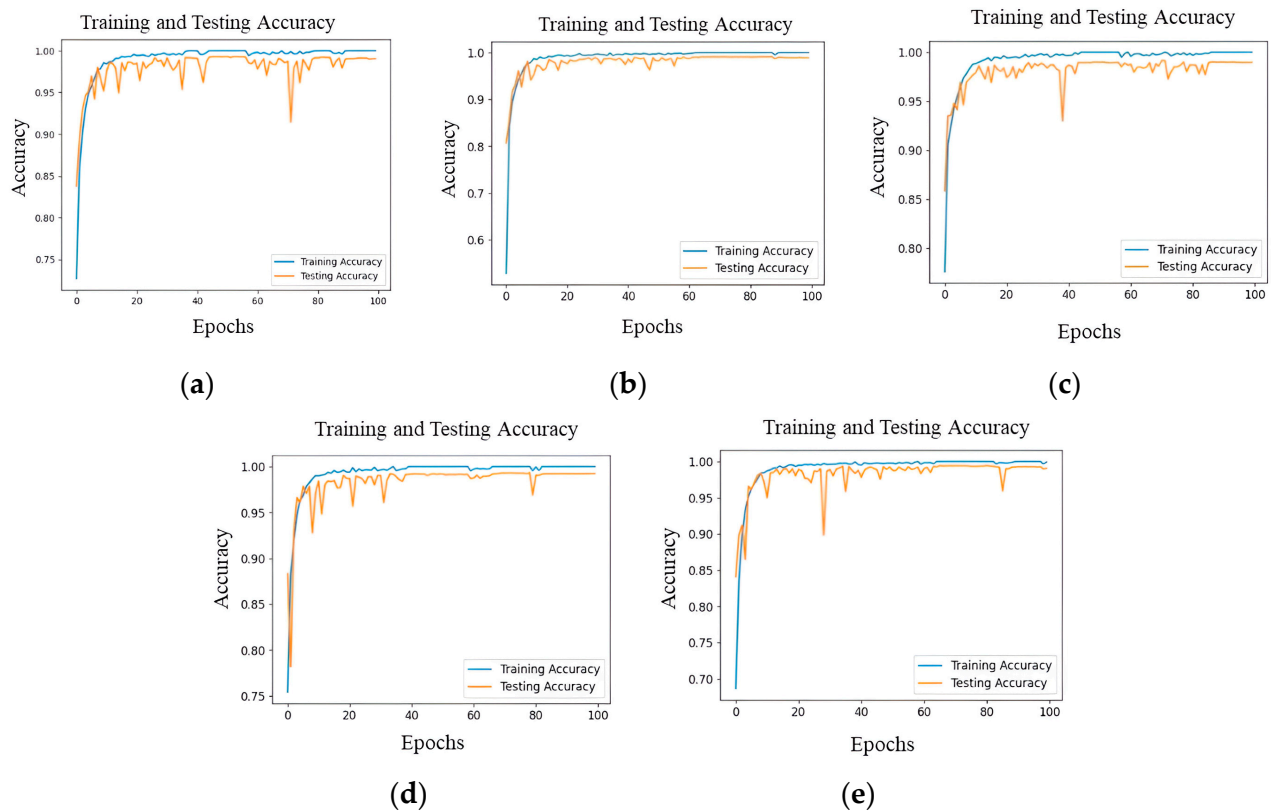 Training and Testing Accuracy
1.00
0.95
0.90
0.85
0.80
0.75
Accuracy
Training Accuracy
Testing Accuracy
0 20 40 60 80 100
Epochs
(a)
Training and Testing Accuracy
1.0
0.9
0.8
0.7
0.6
Accuracy
Training Accuracy
Testing Accuracy
0 20 40 60 80 100
Epochs
(b)
Training and Testing Accuracy
1.00
0.95
0.90
0.85
0.80
Accuracy
Training Accuracy
Testing Accuracy
0 20 40 60 80 100
Epochs
(c)
Training and Testing Accuracy
1.00
0.95
0.90
0.85
0.80
0.75
Accuracy
Training Accuracy
Testing Accuracy
0 20 40 60 80 100
Epochs
(d)
Training and Testing Accuracy
1.00
0.95
0.90
0.85
0.80
0.75
0.70
Accuracy
Training Accuracy
Testing Accuracy
0 20 40 60 80 100
Epochs
(e)